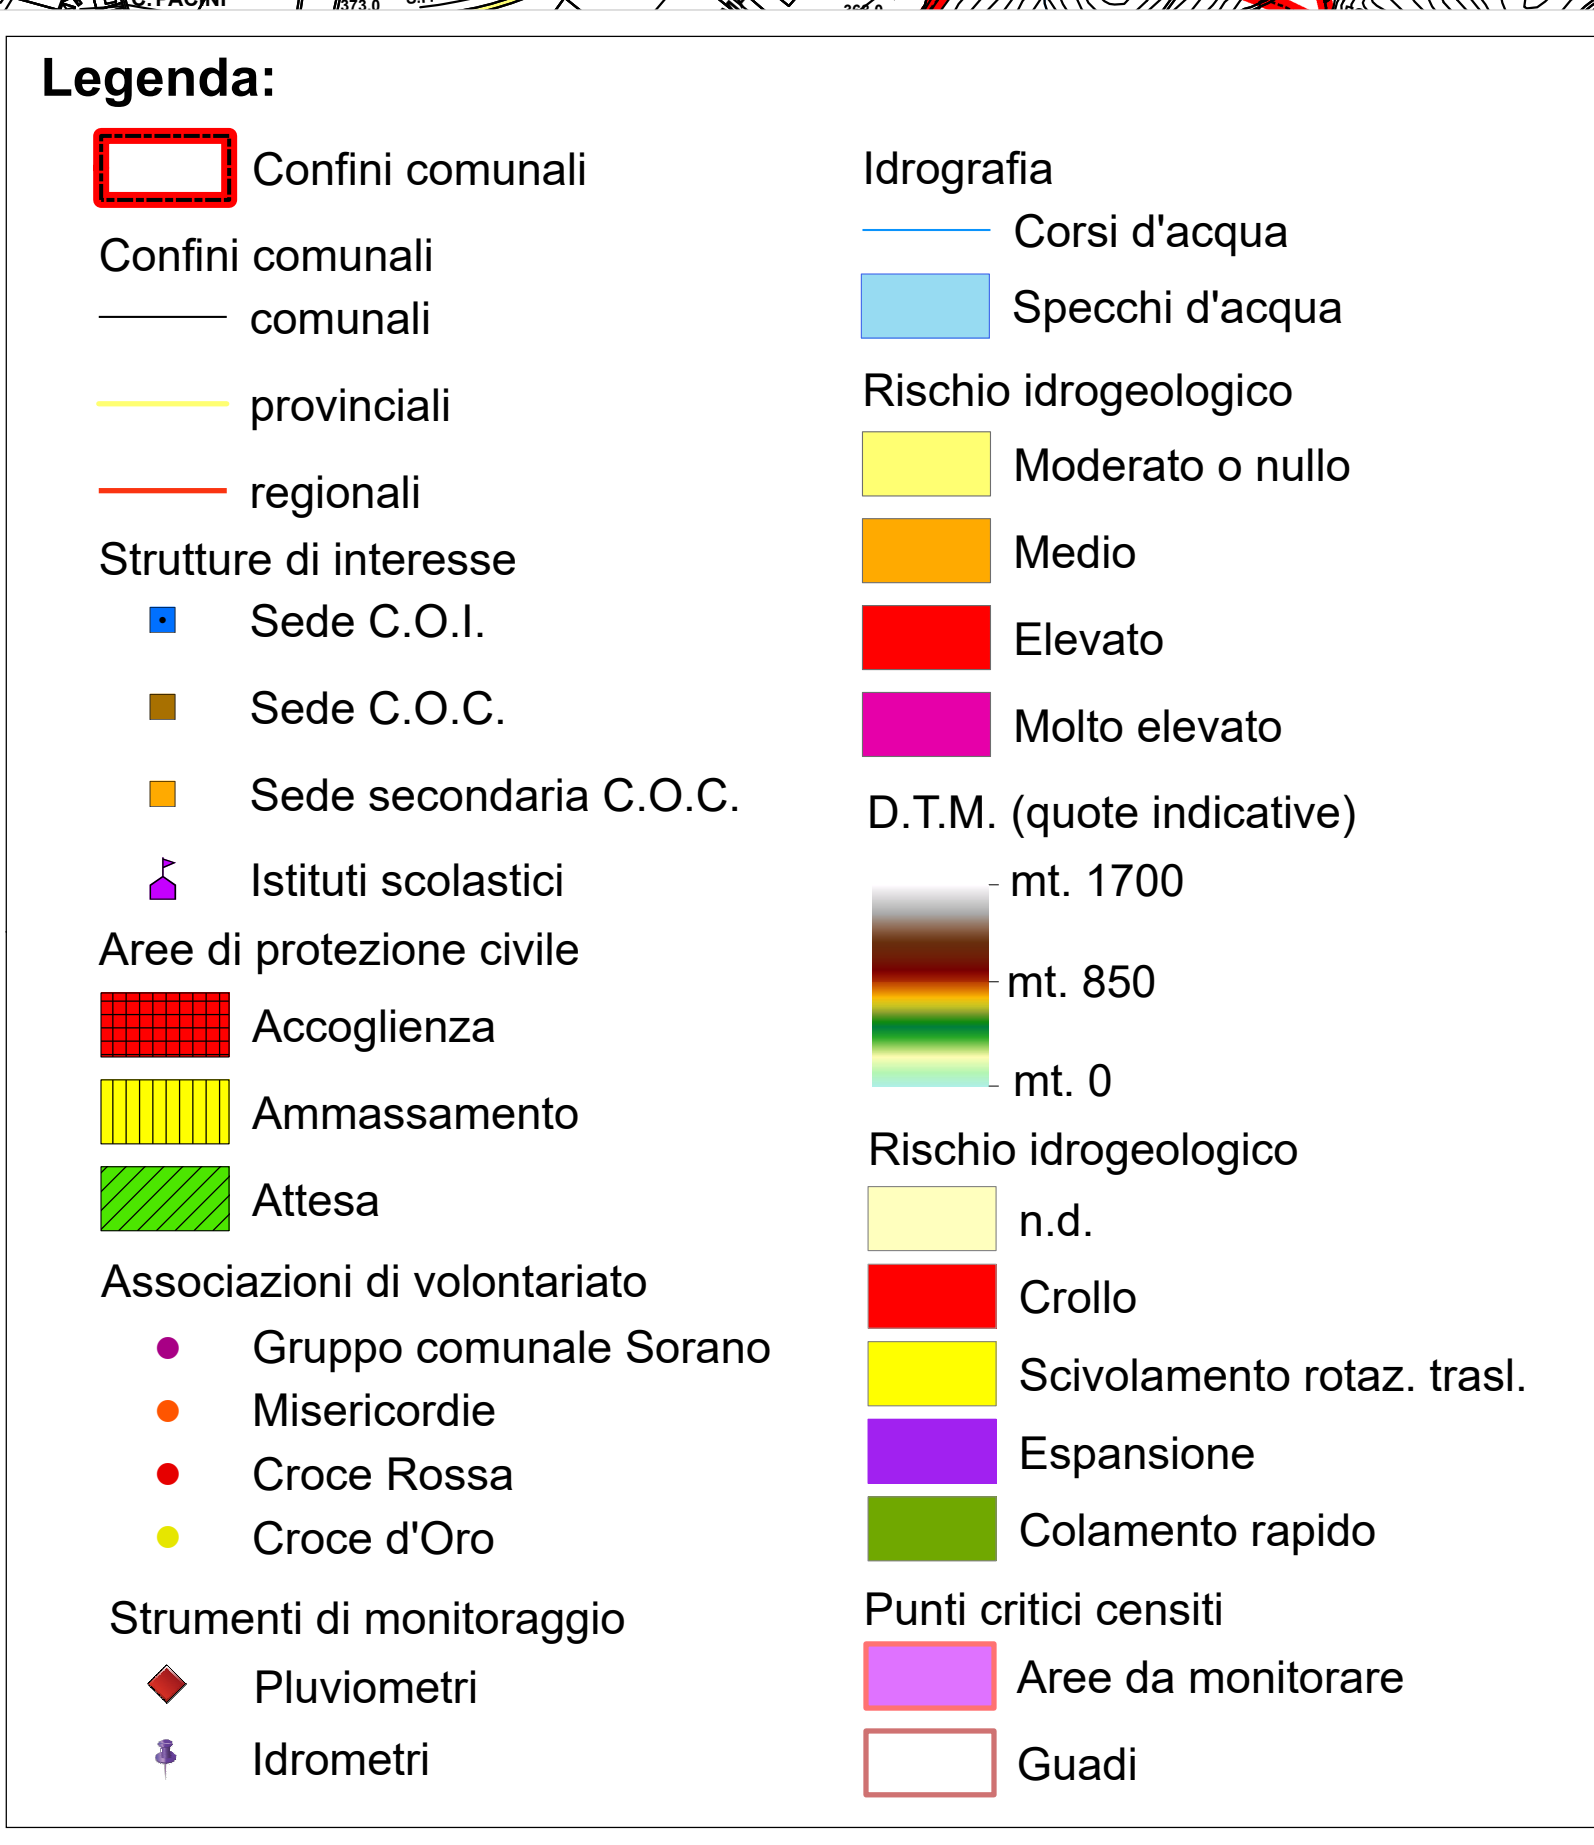 373.0
Legenda:
Confini comunali
Confini comunali
comunali
provinciali
regionali
Strutture di interesse
Sede C.O.I.
Sede C.O.C.
Sede secondaria C.O.C.
Istituti scolastici
Aree di protezione civile
Accoglienza
Ammassamento
Attesa
Associazioni di volontariato
Gruppo comunale Sorano
Misericordie
Croce Rossa
Croce d'Oro
Strumenti di monitoraggio
Pluviometri
Idrometri
Idrografia
Corsi d'acqua
Specchi d'acqua
Rischio idrogeologico
Moderato o nullo
Medio
Elevato
Molto elevato
D.T.M. (quote indicative)
mt. 1700
mt. 850
mt. 0
Rischio idrogeologico
n.d.
Crollo
Scivolamento rotaz. trasl.
Espansione
Colamento rapido
Punti critici censiti
Aree da monitorare
Guadi